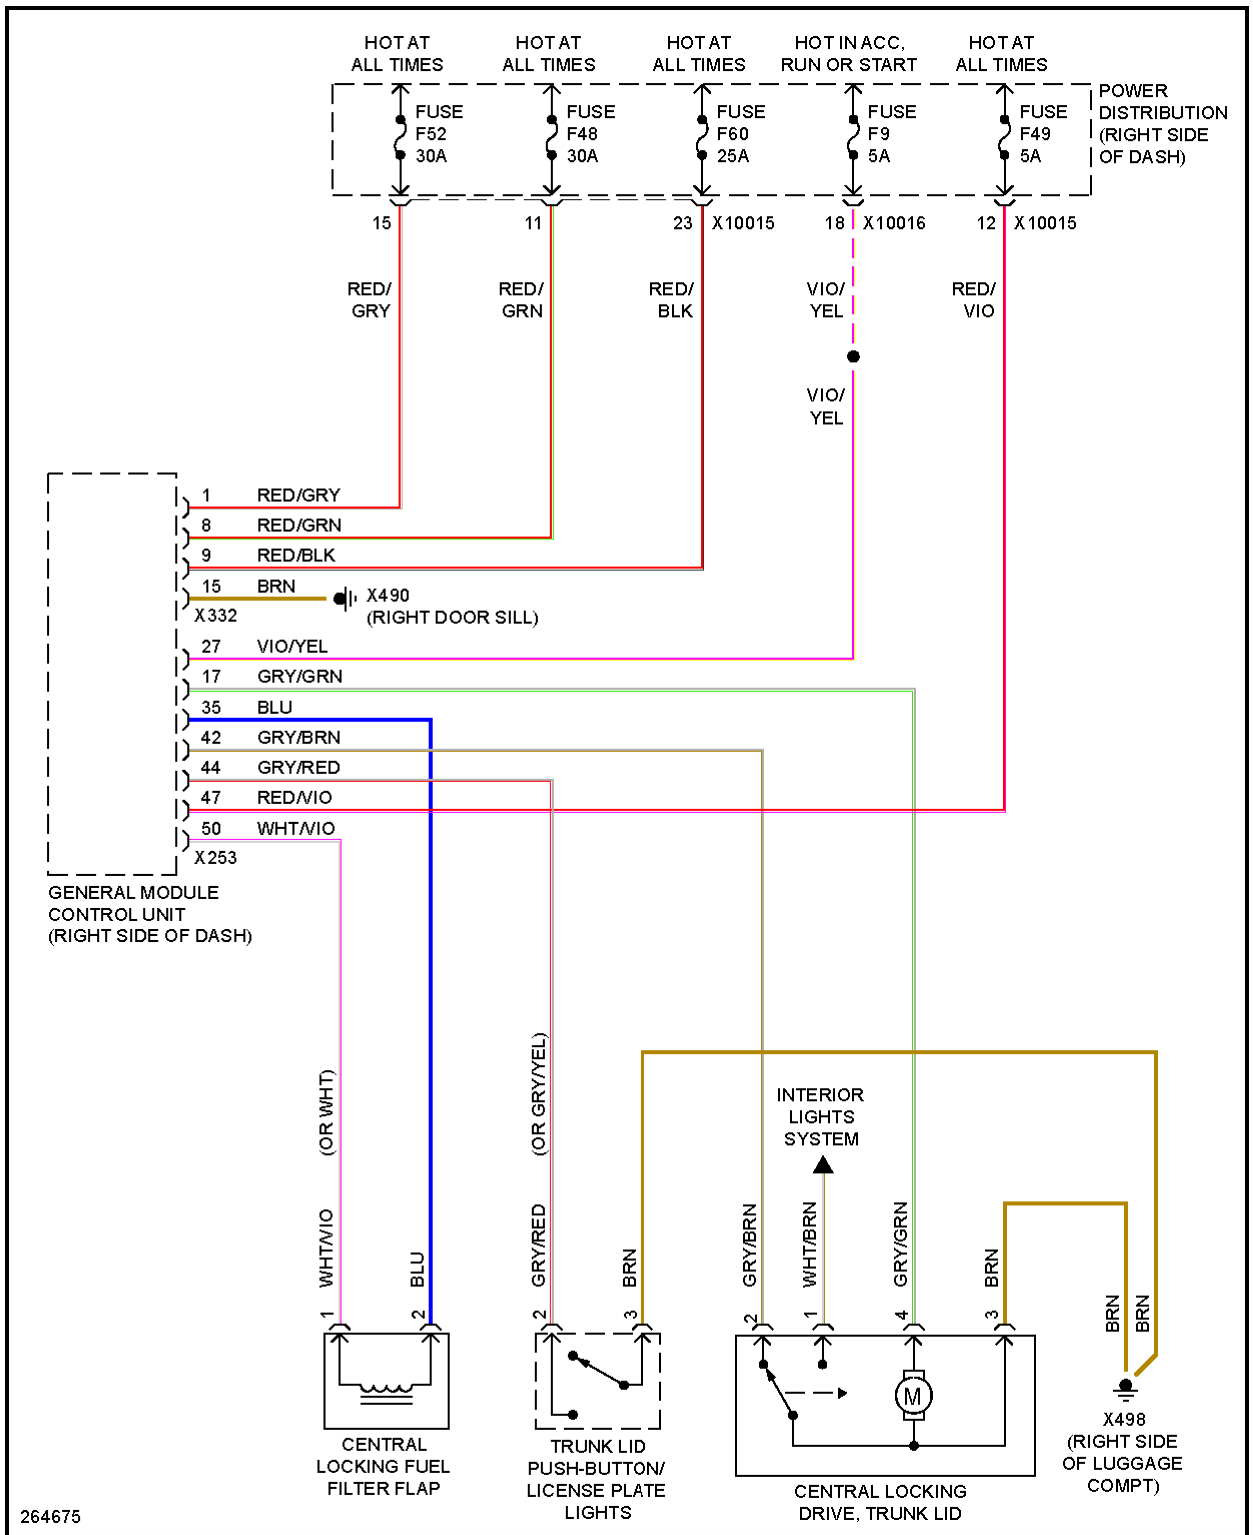 HOT AT
ALL TIMES
HOT AT
ALL TIMES
HOT AT
ALL TIMES
HOT IN ACC,
RUN OR START
HOT AT
ALL TIMES
POWER
DISTRIBUTION
(RIGHT SIDE
OF DASH)
FUSE
F52
30A
FUSE
F48
30A
FUSE
F60
25A
FUSE
F9
5A
FUSE
F49
5A
15
11
23 X10015
18 X10016
12 X10015
RED/
GRY
RED/
GRN
RED/
BLK
VIO/
YEL
RED/
VIO
VIO/
YEL
1 RED/GRY
8 RED/GRN
9 RED/BLK
15 BRN
X332
X490
(RIGHT DOOR SILL)
27 VIO/YEL
17 GRY/GRN
35 BLU
42 GRY/BRN
44 GRY/RED
47 RED/VIO
50 WHT/VIO
X253
GENERAL MODULE
CONTROL UNIT
(RIGHT SIDE OF DASH)
(OR WHT)
(OR GRY/YEL)
INTERIOR
LIGHTS
SYSTEM
WHT/VIO
BLU
GRY/RED
BRN
GRY/BRN
WHT/BRN
GRY/GRN
BRN
BRN
BRN
1
2
2
3
2
1
4
3
M
CENTRAL
LOCKING FUEL
FILTER FLAP
TRUNK LID
PUSH-BUTTON/
LICENSE PLATE
LIGHTS
CENTRAL LOCKING
DRIVE, TRUNK LID
X498
(RIGHT SIDE
OF LUGGAGE
COMPT)
264675